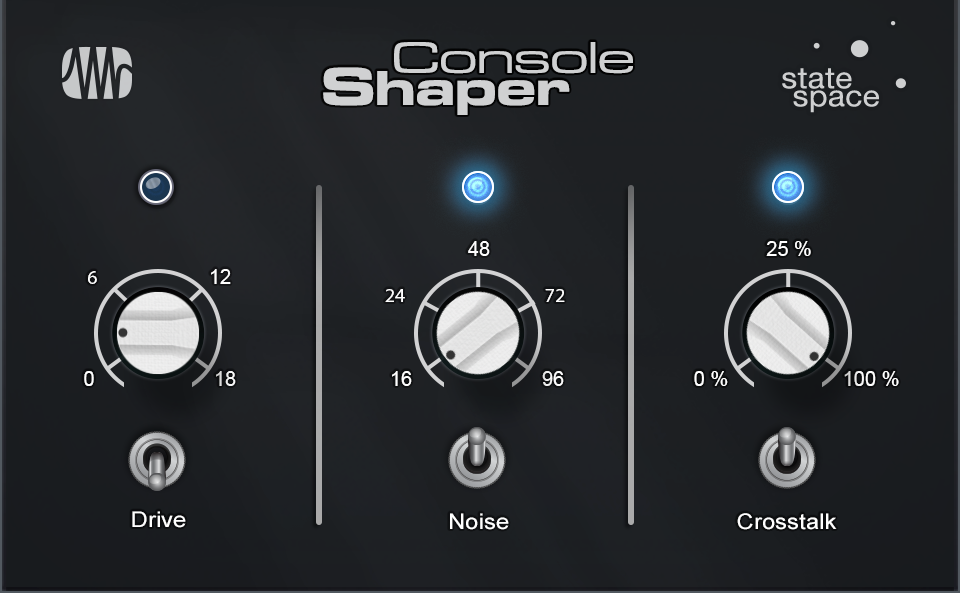 Console
Shaper
state
space
48
25 %
6
12
24
72
0
18
16
96
0 %
100 %
Drive
Noise
Crosstalk